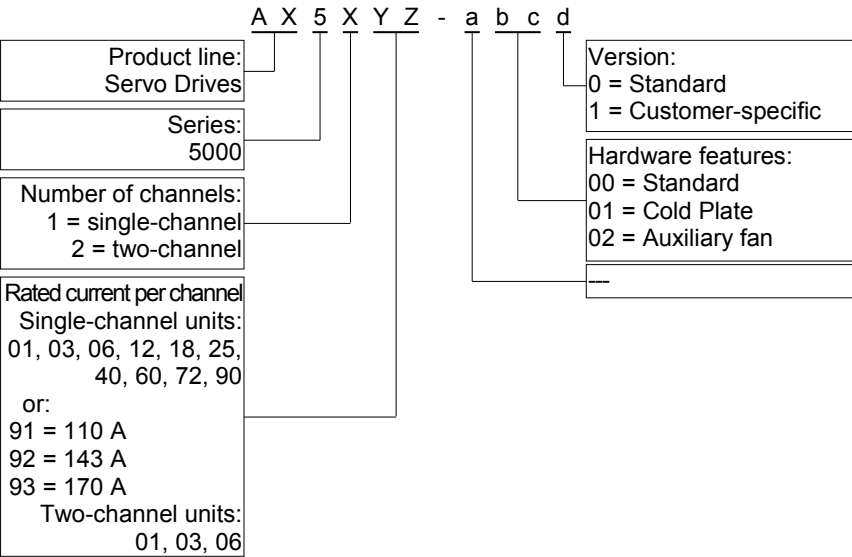 A X 5 X Y Z - a b c d
Product line:
Servo Drives
Series:
5000
Number of channels:
1 = single-channel
2 = two-channel
Rated current per channel
Single-channel units:
01, 03, 06, 12, 18, 25,
40, 60, 72, 90
or:
91 = 110 A
92 = 143 A
93 = 170 A
Two-channel units:
01, 03, 06
Version:
0 = Standard
1 = Customer-specific
Hardware features:
00 = Standard
01 = Cold Plate
02 = Auxiliary fan
---